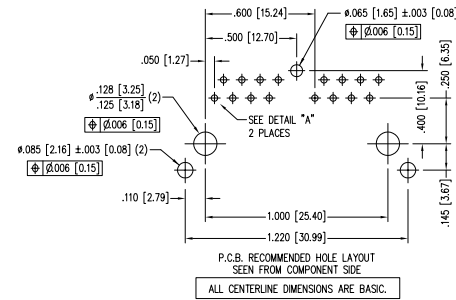 .600 [15.24]
ø.065 [1.65] ±.003 [0.08]
⌖ Ø.006 [0.15]
.500 [12.70]
.050 [1.27]
.250 [6.35]
.400 [10.16]
ø .128 [3.25]
.125 [3.18] (2)
⌖ Ø.006 [0.15]
SEE DETAIL "A"
2 PLACES
ø.085 [2.16] ±.003 [0.08] (2)
⌖ Ø.006 [0.15]
.110 [2.79]
.145 [3.67]
1.000 [25.40]
1.220 [30.99]
P.C.B. RECOMMENDED HOLE LAYOUT
SEEN FROM COMPONENT SIDE
ALL CENTERLINE DIMENSIONS ARE BASIC.